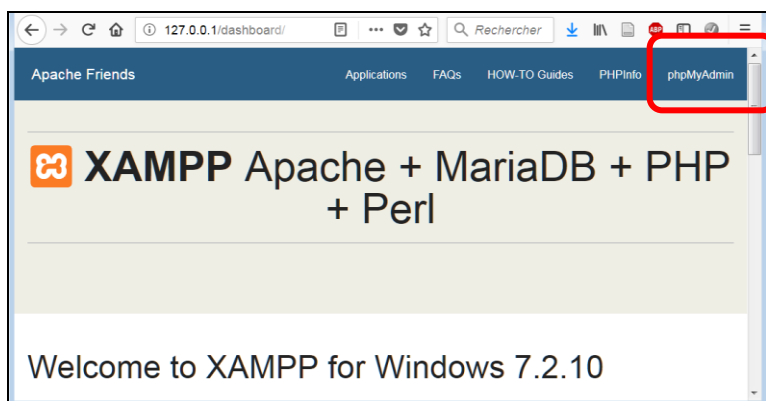 127.0.0.1/dashboard/
Rechercher
ABP
Apache Friends
Applications
FAQs
HOW-TO Guides
PHPInfo
phpMyAdmin
XAMPP Apache + MariaDB + PHP
+ Perl
Welcome to XAMPP for Windows 7.2.10